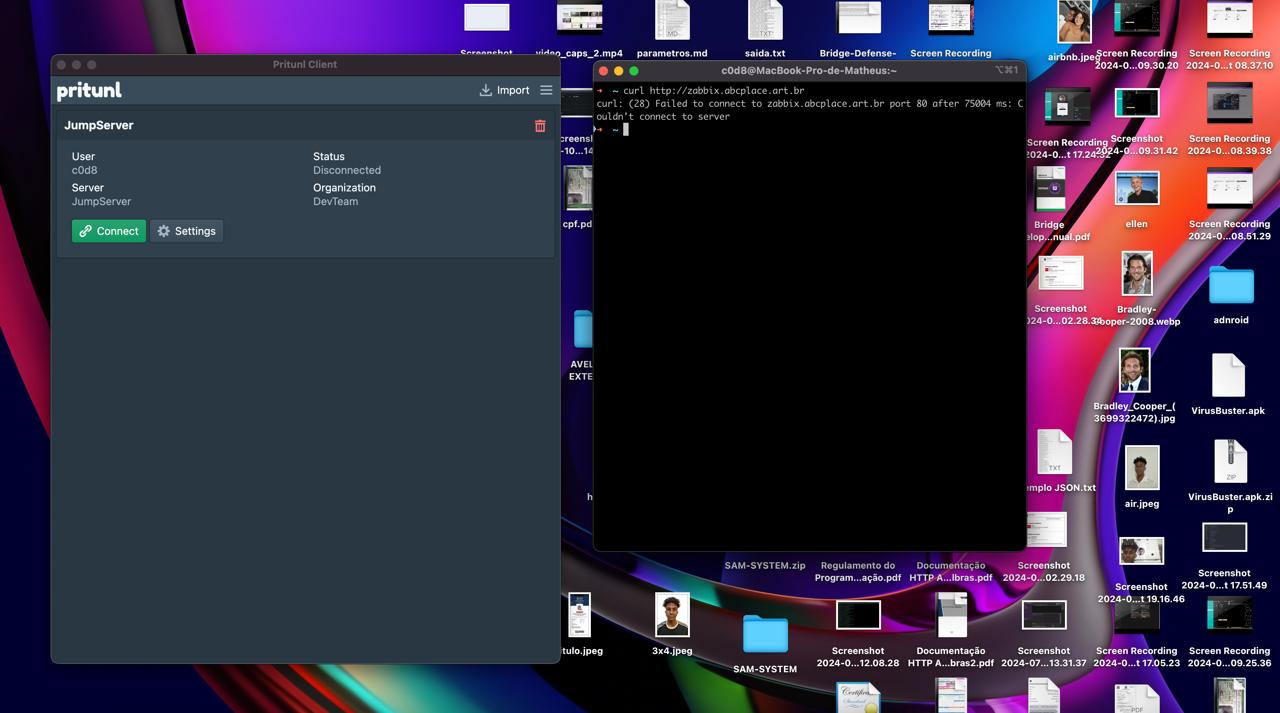 Screenshot
video_caps_2.mp4
parametros.md
saida.txt
Bridge-Defense-
Screen Recording
airbnb.jpeg
Screen Recording
2024-0...09.30.20
Screen Recording
2024-0...08.37.10
MD
TXT
Pritunl Client
pritunl
Import
JumpServer
User
c0d8
Status
Disconnected
Server
JumpServer
Organization
DevTeam
Connect
Settings
c0d8@MacBook-Pro-de-Matheus:~
⌥⌘1
➜ ~ curl http://zabbix.abcplace.art.br
curl: (28) Failed to connect to zabbix.abcplace.art.br port 80 after 75004 ms: C
ouldn't connect to server
➜ ~
creensh
-10...14
cpf.pd
AVEL
EXTE
h
Screen Recording
2024-0...t 17.24.32
Screenshot
2024-0...09.31.42
Screen Recording
2024-0...08.39.38
Bridge
elop...nual.pdf
ellen
Screen Recording
2024-0...08.51.29
Screenshot
024-0...02.28.34
Bradley-
Cooper-2008.webp
adnroid
Bradley_Cooper_(
3699322472).jpg
VirusBuster.apk
TXT
emplo JSON.txt
air.jpeg
ZIP
VirusBuster.apk.zi
p
SAM-SYSTEM.zip
Regulamento do
Program...ação.pdf
Documentação
HTTP A...lbras.pdf
Screenshot
2024-0...02.29.18
Screenshot
2024-0...t 19.16.46
Screenshot
2024-0...t 17.51.49
tulo.jpeg
3x4.jpeg
SAM-SYSTEM
Screenshot
2024-0...12.08.28
Documentação
HTTP A...bras2.pdf
Screenshot
2024-07...13.31.37
Screen Recording
2024-0...t 17.05.23
Screen Recording
2024-0...09.25.36
PDF